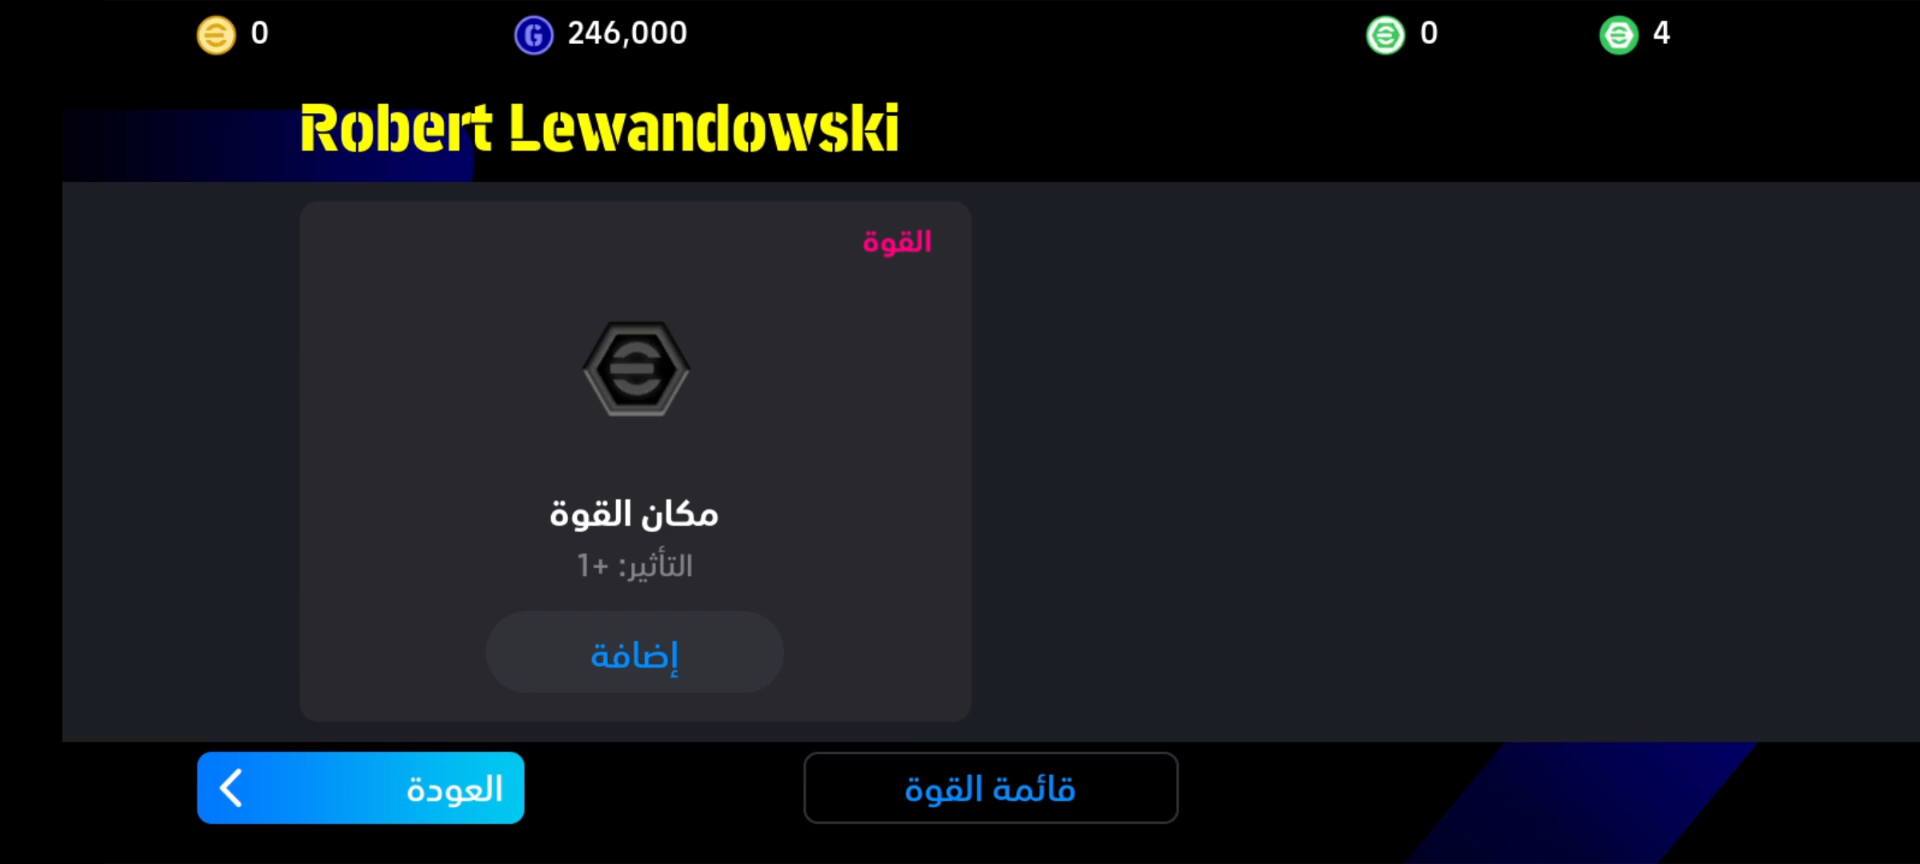 0
246,000
0
4
Robert Lewandowski
القوة
مكان القوة
التأثير: +1
إضافة
العودة
قائمة القوة